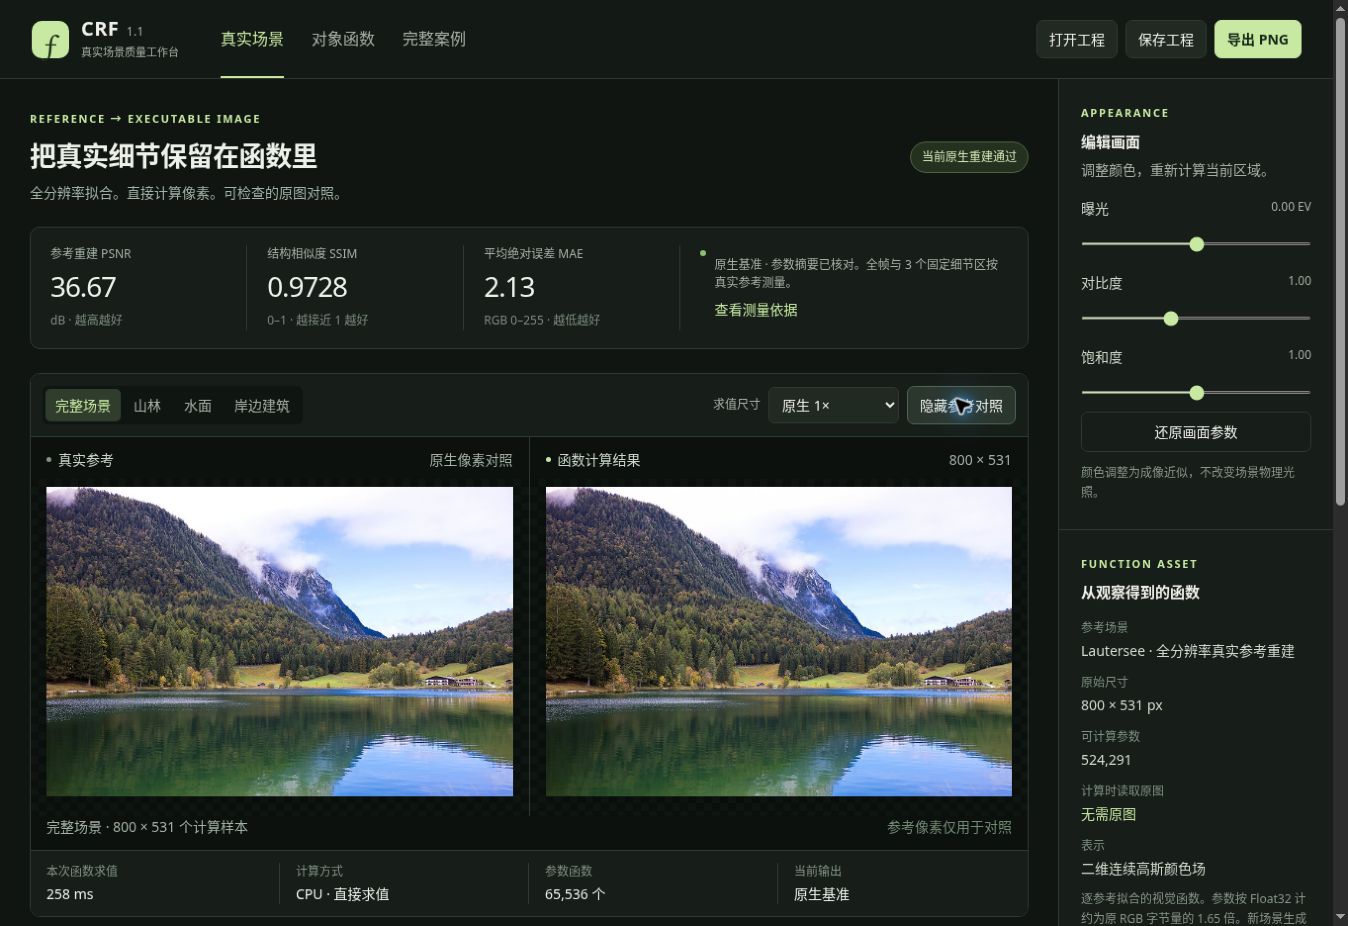 f
CRF 1.1
真实场景质量工作台
真实场景
对象函数
完整案例
打开工程
保存工程
导出 PNG
REFERENCE → EXECUTABLE IMAGE
把真实细节保留在函数里
全分辨率拟合。直接计算像素。可检查的原图对照。
当前原生重建通过
参考重建 PSNR
36.67
dB · 越高越好
结构相似度 SSIM
0.9728
0–1 · 越接近 1 越好
平均绝对误差 MAE
2.13
RGB 0–255 · 越低越好
原生基准 · 参数摘要已核对。全帧与 3 个固定细节区按
真实参考测量。
查看测量依据
完整场景
山林
水面
岸边建筑
求值尺寸
原生 1×
隐藏参考对照
真实参考
原生像素对照
函数计算结果
800 × 531
完整场景 · 800 × 531 个计算样本
参考像素仅用于对照
本次函数求值
258 ms
计算方式
CPU · 直接求值
参数函数
65,536 个
当前输出
原生基准
APPEARANCE
编辑画面
调整颜色，重新计算当前区域。
曝光
0.00 EV
对比度
1.00
饱和度
1.00
还原画面参数
颜色调整为成像近似，不改变场景物理光
照。
FUNCTION ASSET
从观察得到的函数
参考场景
Lautersee · 全分辨率真实参考重建
原始尺寸
800 × 531 px
可计算参数
524,291
计算时读取原图
无需原图
表示
二维连续高斯颜色场
逐参考拟合的视觉函数。参数按 Float32 计
约为原 RGB 字节量的 1.65 倍。新场景生成